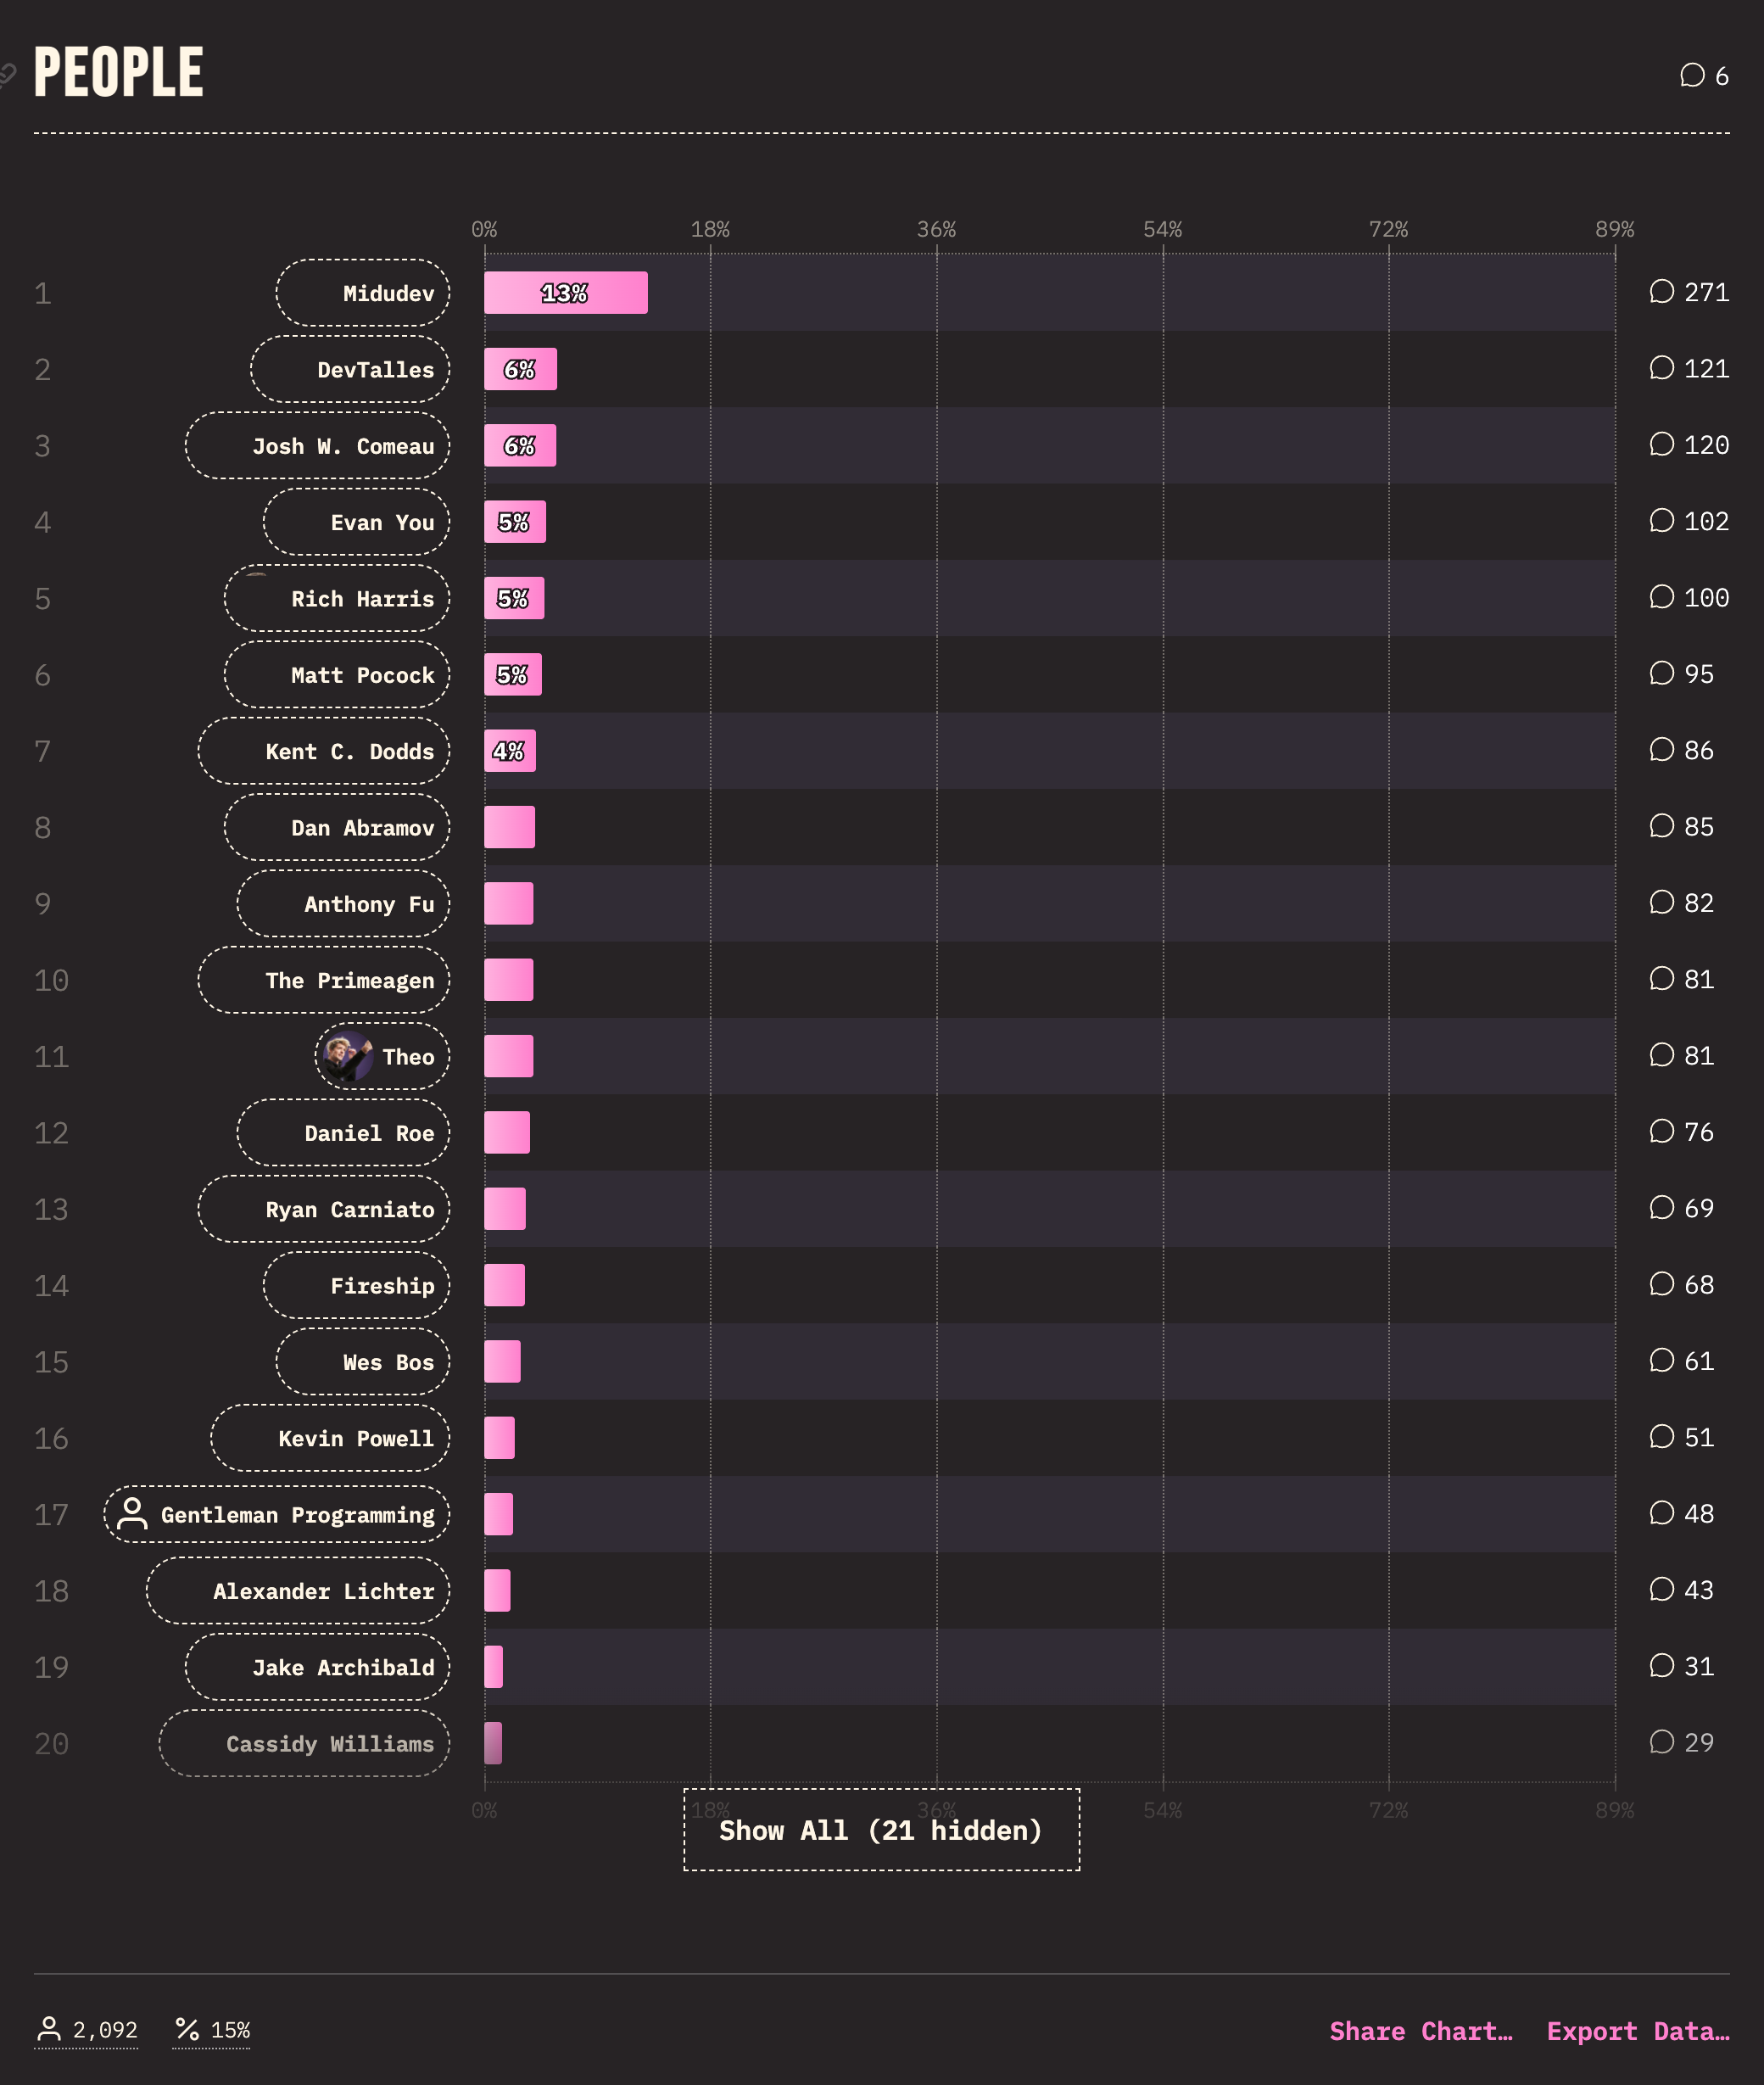 PEOPLE 6
0% 18% 36% 54% 72% 89%
1 Midudev 13% 271
2 DevTalles 6% 121
3 Josh W. Comeau 6% 120
4 Evan You 5% 102
5 Rich Harris 5% 100
6 Matt Pocock 5% 95
7 Kent C. Dodds 4% 86
8 Dan Abramov 85
9 Anthony Fu 82
10 The Primeagen 81
11 Theo 81
12 Daniel Roe 76
13 Ryan Carniato 69
14 Fireship 68
15 Wes Bos 61
16 Kevin Powell 51
17 Gentleman Programming 48
18 Alexander Lichter 43
19 Jake Archibald 31
20 Cassidy Williams 29
0% 18% 36% 54% 72% 89%
Show All (21 hidden)
2,092 15% Share Chart… Export Data…